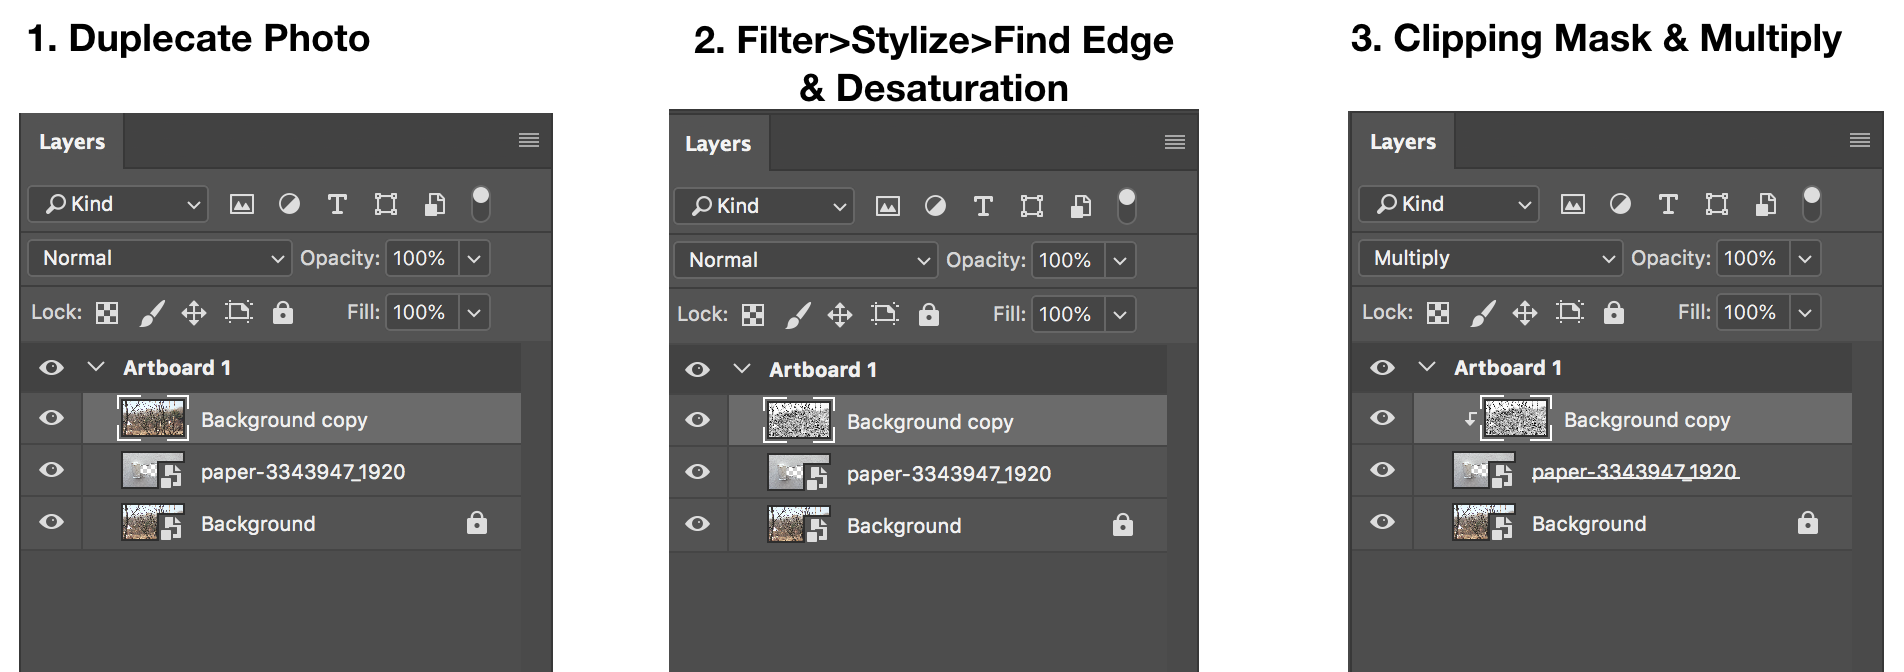 1. Duplecate Photo
2. Filter>Stylize>Find Edge
& Desaturation
3. Clipping Mask & Multiply
Layers
Kind
Normal Opacity: 100%
Lock: Fill: 100%
Artboard 1
Background copy
paper-3343947_1920
Background
Layers
Kind
Normal Opacity: 100%
Lock: Fill: 100%
Artboard 1
Background copy
paper-3343947_1920
Background
Layers
Kind
Multiply Opacity: 100%
Lock: Fill: 100%
Artboard 1
Background copy
paper-3343947_1920
Background